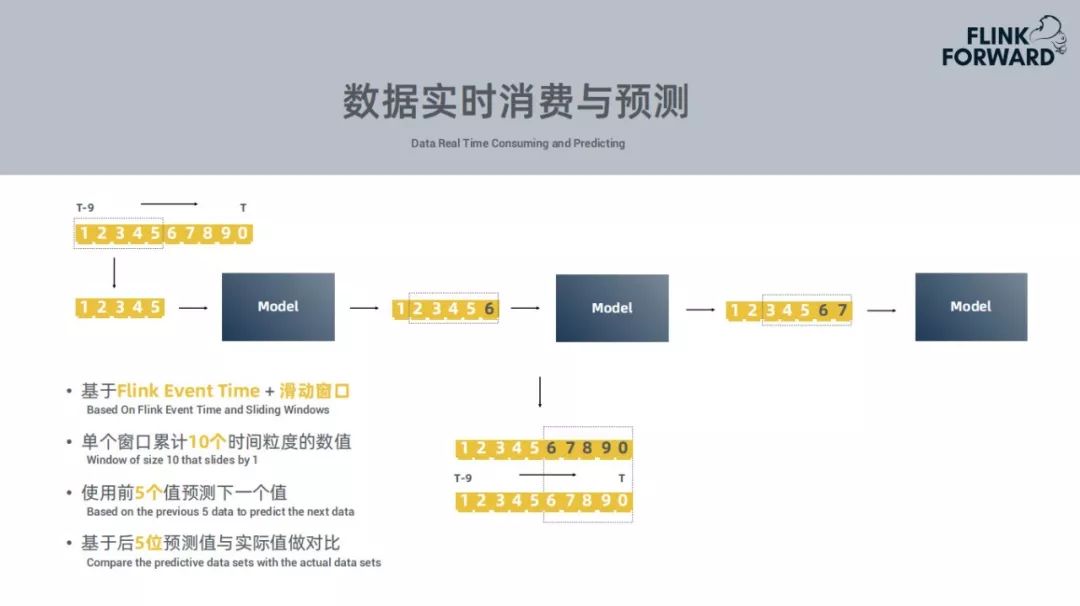 FLINK
FORWARD
数据实时消费与预测
Data Real Time Consuming and Predicting
T-9 T
1 2 3 4 5 6 7 8 9 0
1 2 3 4 5
Model
1 2 3 4 5 6
Model
1 2 3 4 5 6 7
Model
• 基于Flink Event Time + 滑动窗口
Based On Flink Event Time and Sliding Windows
• 单个窗口累计10个时间粒度的数值
Window of size 10 that slides by 1
• 使用前5个值预测下一个值
Based on the previous 5 data to predict the next data
• 基于后5位预测值与实际值做对比
Compare the predictive data sets with the actual data sets
1 2 3 4 5 6 7 8 9 0
T-9 T
1 2 3 4 5 6 7 8 9 0